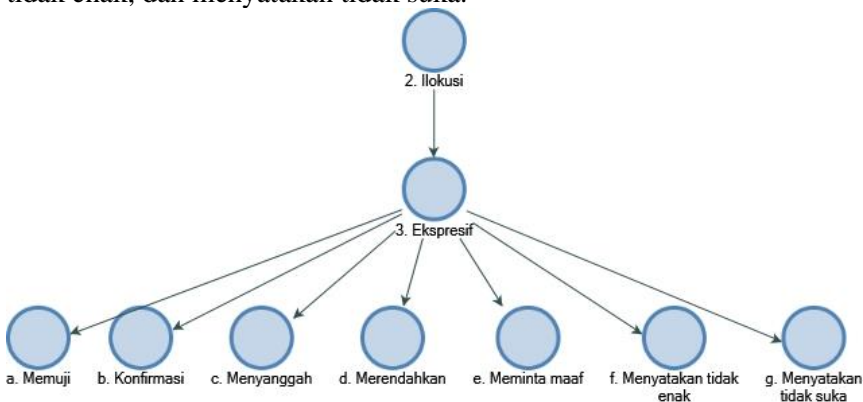 tidak enak, dan menyatakan tidak suka.
2. Ilokusi
3. Ekspresif
a. Memuji
b. Konfirmasi
c. Menyanggah
d. Merendahkan
e. Meminta maaf
f. Menyatakan tidak
enak
g. Menyatakan
tidak suka